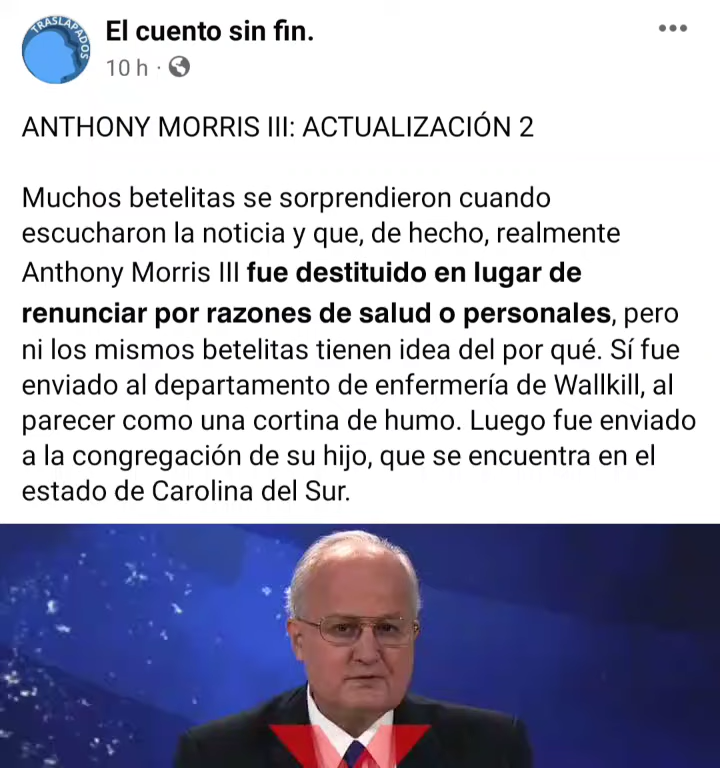 TRASLAPADOS
El cuento sin fin.
10 h ·
ANTHONY MORRIS III: ACTUALIZACIÓN 2
Muchos betelitas se sorprendieron cuando
escucharon la noticia y que, de hecho, realmente
Anthony Morris III fue destituido en lugar de
renunciar por razones de salud o personales, pero
ni los mismos betelitas tienen idea del por qué. Sí fue
enviado al departamento de enfermería de Wallkill, al
parecer como una cortina de humo. Luego fue enviado
a la congregación de su hijo, que se encuentra en el
estado de Carolina del Sur.